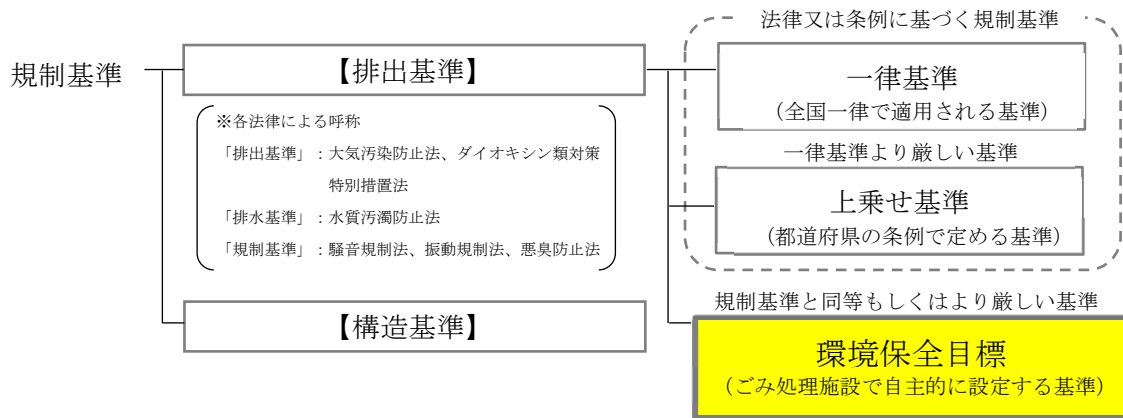 規制基準
【排出基準】
※各法律による呼称
「排出基準」：大気汚染防止法、ダイオキシン類対策
特別措置法
「排水基準」：水質汚濁防止法
「規制基準」：騒音規制法、振動規制法、悪臭防止法
【構造基準】
法律又は条例に基づく規制基準
一律基準
（全国一律で適用される基準）
一律基準より厳しい基準
上乗せ基準
（都道府県の条例で定める基準）
規制基準と同等もしくはより厳しい基準
環境保全目標
（ごみ処理施設で自主的に設定する基準）